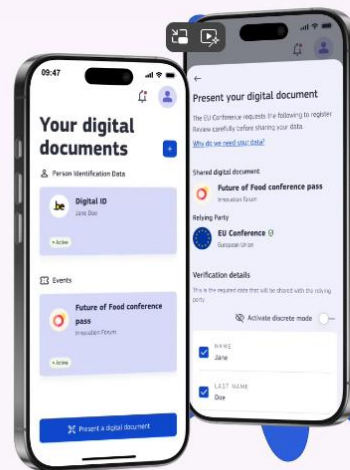 09:47
Your digital
documents
Person Identification Data
.be
Digital ID
Jane Doe
Active
Events
Future of Food conference
pass
Innovation Forum
Active
Present a digital document
Present your digital document
The EU Conference requests the following to register
Review carefully before sharing your data.
Why do we need your data?
Shared digital document
Future of Food conference pass
Innovation Forum
Relying Party
EU Conference
European Union
Verification details
This is the required data that will be shared with the relying
party
Activate discrete mode
NAME
Jane
LAST NAME
Doe